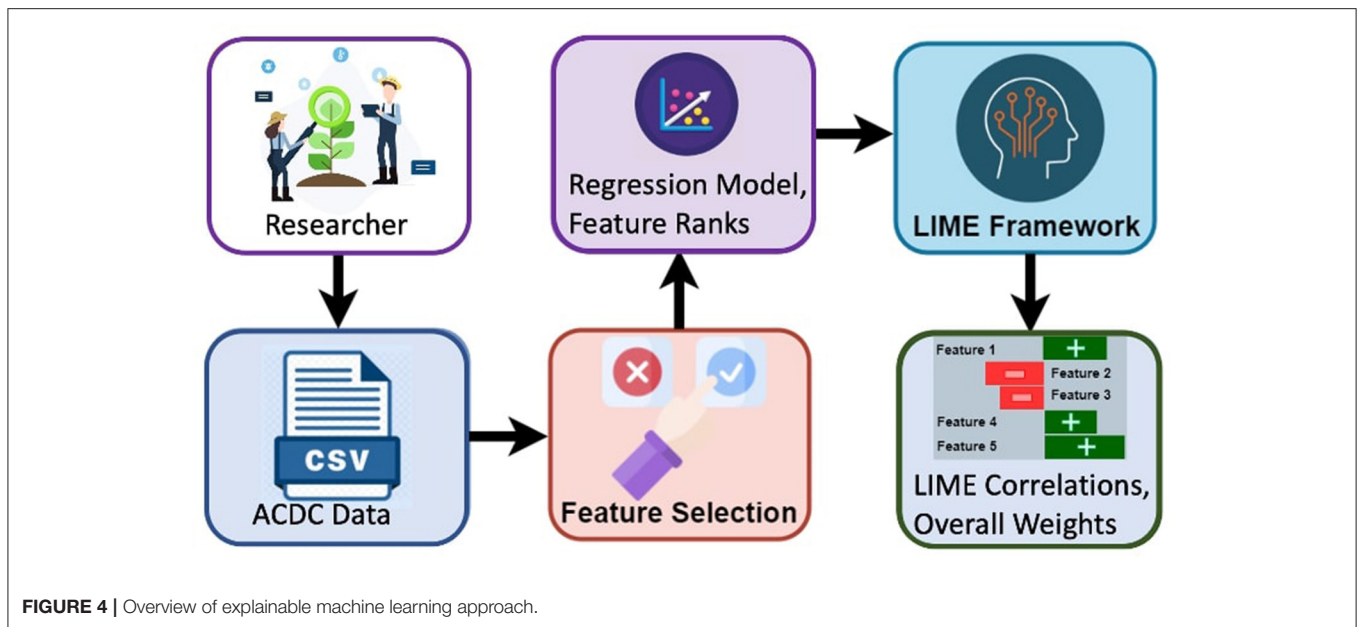 Researcher
CSV
ACDC Data
Feature Selection
Regression Model,
Feature Ranks
LIME Framework
Feature 1
Feature 2
Feature 3
Feature 4
Feature 5
LIME Correlations,
Overall Weights
FIGURE 4 | Overview of explainable machine learning approach.